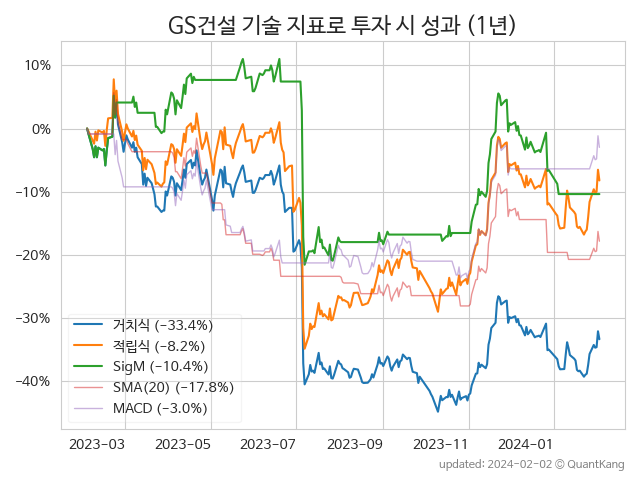 GS건설 기술 지표로 투자 시 성과 (1년)
10%
0%
−10%
−20%
−30%
−40%
거치식 (−33.4%)
적립식 (−8.2%)
SigM (−10.4%)
SMA(20) (−17.8%)
MACD (−3.0%)
2023−03 2023−05 2023−07 2023−09 2023−11 2024−01
updated: 2024-02-02 © QuantKang